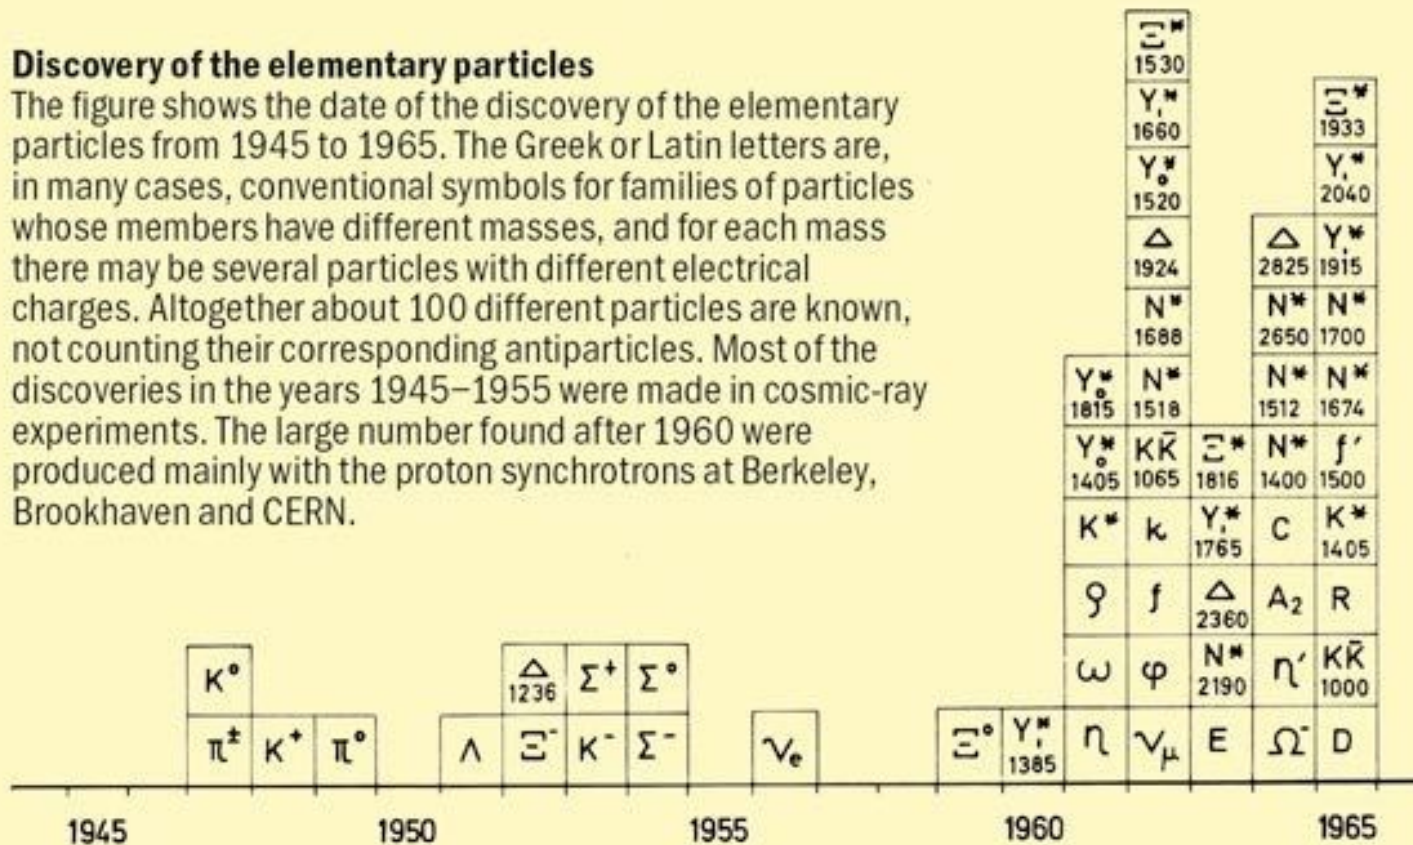 Discovery of the elementary particles
The figure shows the date of the discovery of the elementary
particles from 1945 to 1965. The Greek or Latin letters are,
in many cases, conventional symbols for families of particles
whose members have different masses, and for each mass
there may be several particles with different electrical
charges. Altogether about 100 different particles are known,
not counting their corresponding antiparticles. Most of the
discoveries in the years 1945–1955 were made in cosmic-ray
experiments. The large number found after 1960 were
produced mainly with the proton synchrotrons at Berkeley,
Brookhaven and CERN.
Ξ*
1530
Y₁* Ξ*
1660 1933
Y₀* Y₁*
1520 2040
Δ Δ Y₁*
1924 2825 1915
N* N* N*
1688 2650 1700
Y₀* N* N* N*
1815 1518 1512 1674
Y₀* KK̄ Ξ* N* f′
1405 1065 1816 1400 1500
K* k Y₁* C K*
1765 1405
ϱ f Δ A₂ R
2360
K⁰ Δ Σ⁺ Σ⁰ ω φ N* η′ KK̄
1236 2190 1000
π± K⁺ π⁰ Λ Ξ⁻ K⁻ Σ⁻ νe Ξ⁰ Y₁* η νμ E Ω⁻ D
1385
1945 1950 1955 1960 1965